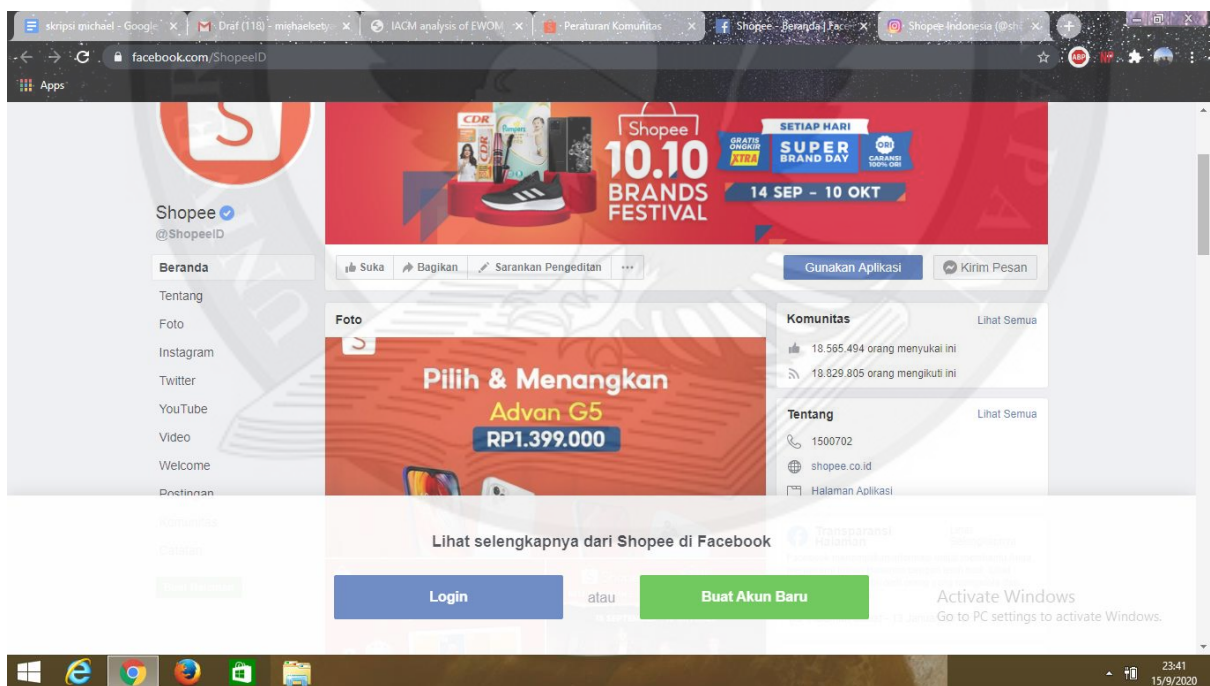 skripsi michael - Google
Draf (118) - michaelsety
IACM analysis of EWOM
Peraturan Komunitas
Shopee - Beranda | Face
Shopee Indonesia (@sh
facebook.com/ShopeeID
ABP
Apps
Shopee
10.10
BRANDS
FESTIVAL
CDR
Pampers
GRATIS
ONGKIR
XTRA
SETIAP HARI
SUPER
BRAND DAY
ORI
GARANSI
100% ORI
14 SEP - 10 OKT
Shopee
@ShopeeID
Suka
Bagikan
Sarankan Pengeditan
Gunakan Aplikasi
Kirim Pesan
Beranda
Tentang
Foto
Instagram
Twitter
YouTube
Video
Welcome
Postingan
Komunitas
Catatan
Foto
Pilih & Menangkan
Advan G5
RP1.399.000
Komunitas
Lihat Semua
18.565.494 orang menyukai ini
18.829.805 orang mengikuti ini
Tentang
Lihat Semua
1500702
shopee.co.id
Halaman Aplikasi
Transparansi
Halaman
Lihat selengkapnya dari Shopee di Facebook
Login
atau
Buat Akun Baru
Activate Windows
Go to PC settings to activate Windows.
23:41
15/9/2020